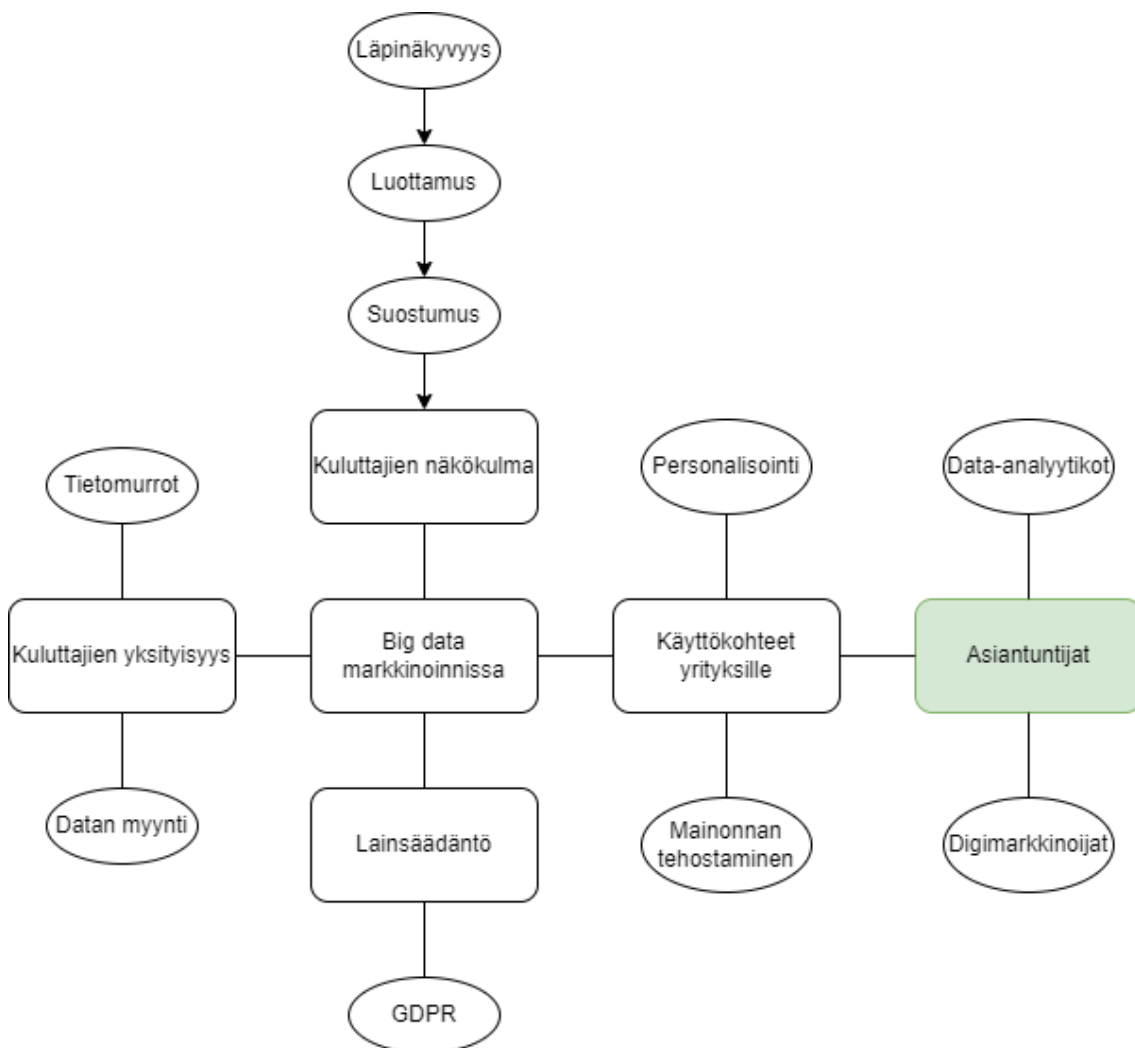 Läpinäkyvyys
Luottamus
Suostumus
Kuluttajien näkökulma
Personalisointi
Data-analyytikot
Tietomurrot
Kuluttajien yksityisyys
Big data
markkinoinnissa
Käyttökohteet
yrityksille
Asiantuntijat
Datan myynti
Lainsäädäntö
Mainonnan
tehostaminen
Digimarkkinoijat
GDPR